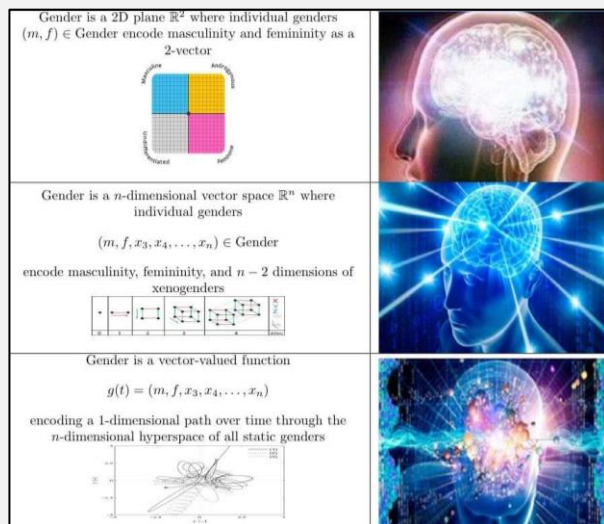 Gender is a 2D plane ℝ² where individual genders
(m, f) ∈ Gender encode masculinity and femininity as a
2-vector
Masculine
Androgynous
Undifferentiated
Feminine
Gender is a n-dimensional vector space ℝⁿ where
individual genders
(m, f, x₃, x₄, . . . , xₙ) ∈ Gender
encode masculinity, femininity, and n − 2 dimensions of
xenogenders
Gender is a vector-valued function
g(t) = (m, f, x₃, x₄, . . . , xₙ)
encoding a 1-dimensional path over time through the
n-dimensional hyperspace of all static genders